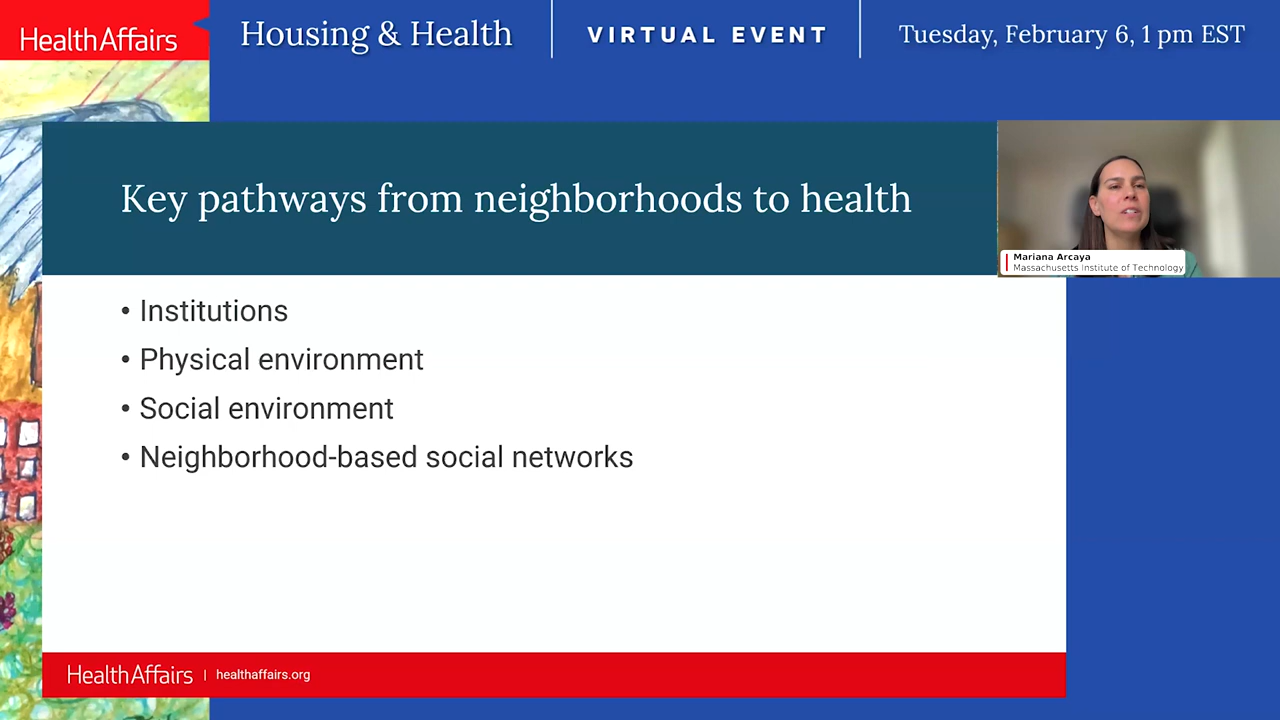 HealthAffairs
Housing & Health
VIRTUAL EVENT
Tuesday, February 6, 1 pm EST
Key pathways from neighborhoods to health
Mariana Arcaya
Massachusetts Institute of Technology
• Institutions
• Physical environment
• Social environment
• Neighborhood-based social networks
HealthAffairs | healthaffairs.org